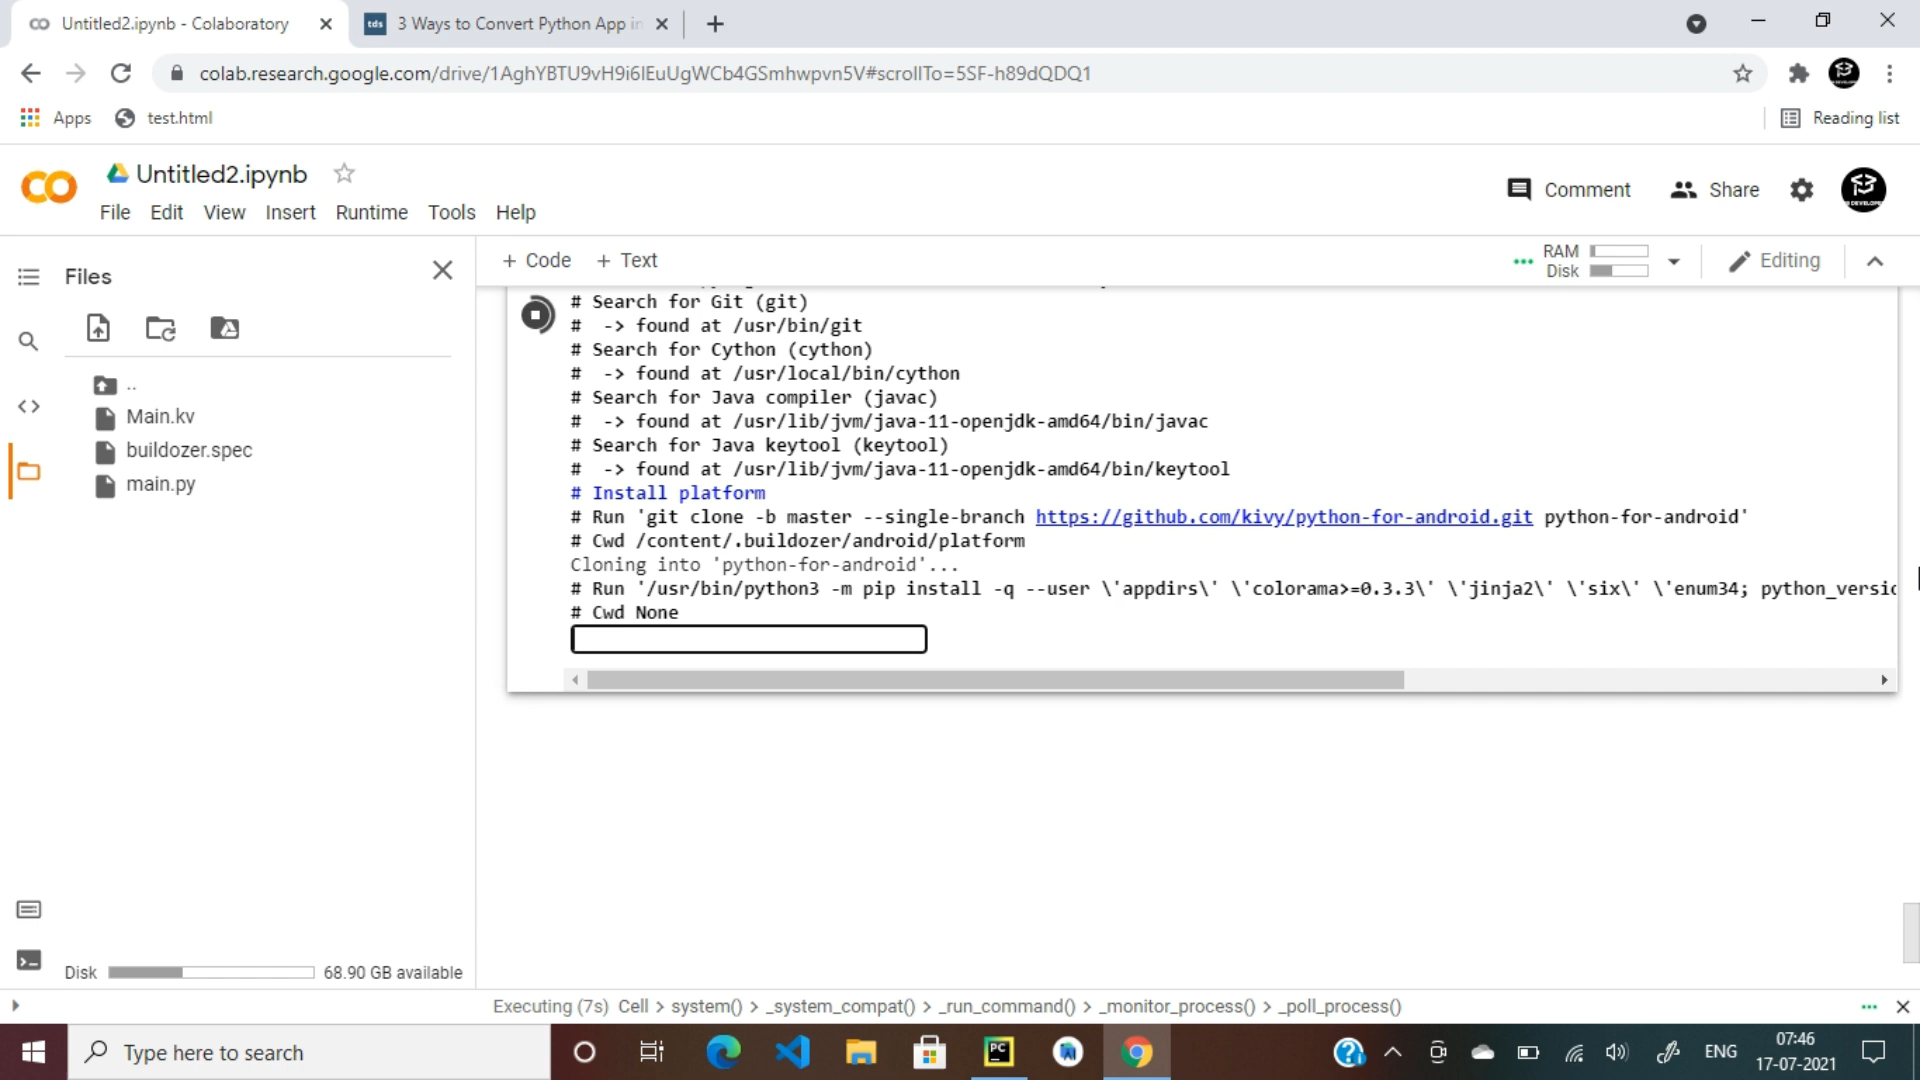 Untitled2.ipynb - Colaboratory
tds 3 Ways to Convert Python App in
colab.research.google.com/drive/1AghYBTU9vH9i6lEuUgWCb4GSmhwpvn5V#scrollTo=5SF-h89dQDQ1
Apps test.html Reading list
Untitled2.ipynb
File Edit View Insert Runtime Tools Help
Comment Share
Files
+ Code + Text
RAM
Disk
Editing
..
Main.kv
buildozer.spec
main.py
# Search for Git (git)
#  -> found at /usr/bin/git
# Search for Cython (cython)
#  -> found at /usr/local/bin/cython
# Search for Java compiler (javac)
#  -> found at /usr/lib/jvm/java-11-openjdk-amd64/bin/javac
# Search for Java keytool (keytool)
#  -> found at /usr/lib/jvm/java-11-openjdk-amd64/bin/keytool
# Install platform
# Run 'git clone -b master --single-branch https://github.com/kivy/python-for-android.git python-for-android'
# Cwd /content/.buildozer/android/platform
Cloning into 'python-for-android'...
# Run '/usr/bin/python3 -m pip install -q --user \'appdirs\' \'colorama>=0.3.3\' \'jinja2\' \'six\' \'enum34; python_versio
# Cwd None
Disk 68.90 GB available
Executing (7s) Cell > system() > _system_compat() > _run_command() > _monitor_process() > _poll_process()
Type here to search
PC
ENG
07:46
17-07-2021